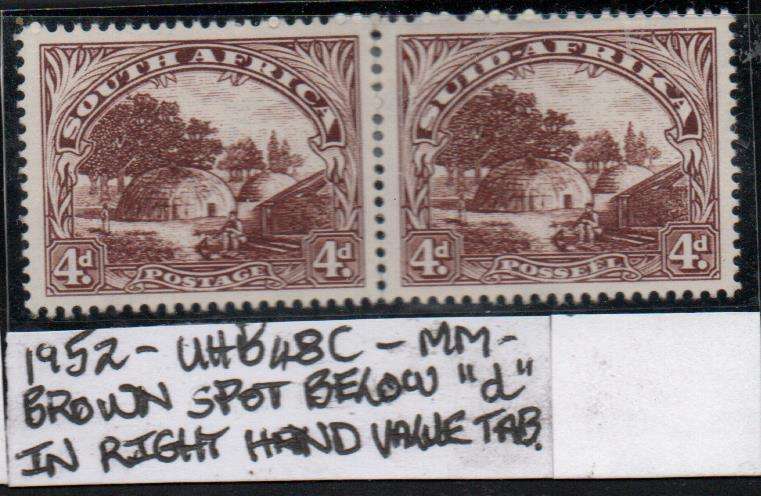 SOUTH AFRICA
4d.
POSTAGE
4d.
SUID-AFRIKA
4d.
POSSEEL
4d.
1952 - UHB48C - MM -
BROWN SPOT BELOW "d"
IN RIGHT HAND VALUE TAB.